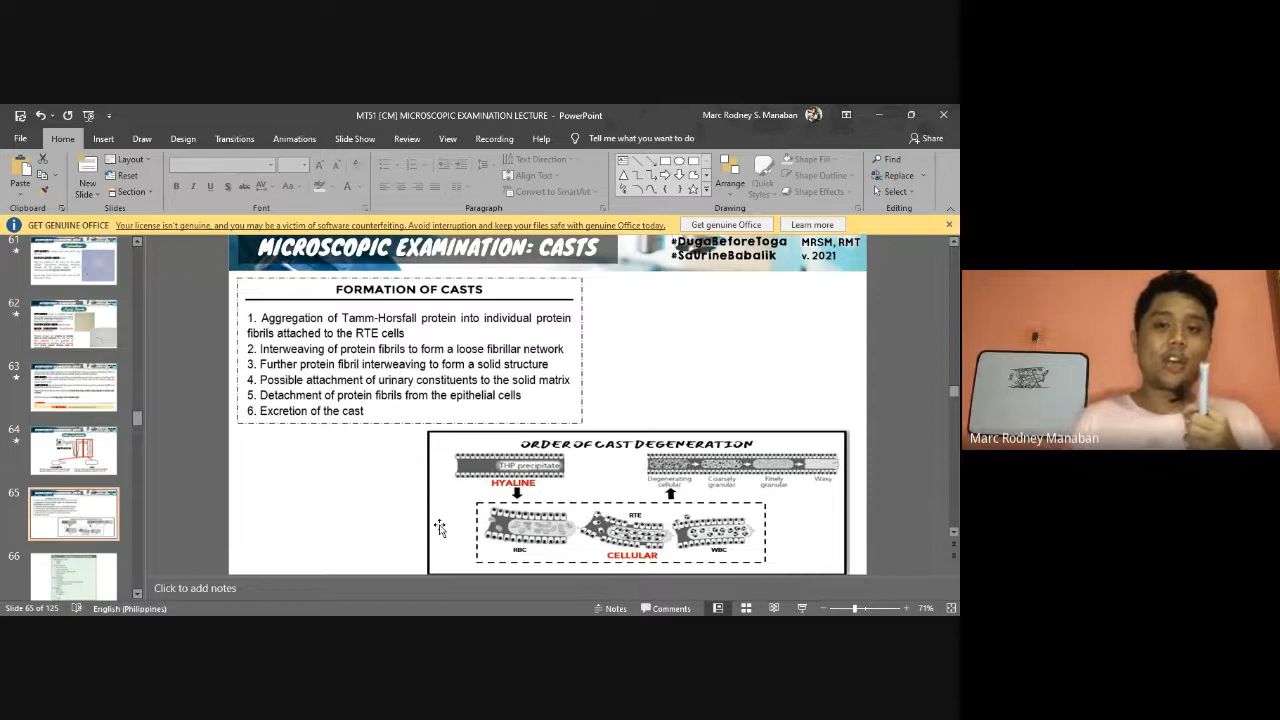 MT51 [CM] MICROSCOPIC EXAMINATION LECTURE - PowerPoint
Marc Rodney S. Manaban
File Home Insert Draw Design Transitions Animations Slide Show Review View Recording Help Tell me what you want to do Share
Paste
New Slide
Layout
Reset
Section
Text Direction
Align Text
Convert to SmartArt
Arrange
Quick Styles
Shape Fill
Shape Outline
Shape Effects
Find
Replace
Select
Clipboard Slides Font Paragraph Drawing Editing
GET GENUINE OFFICE Your license isn't genuine, and you may be a victim of software counterfeiting. Avoid interruption and keep your files safe with genuine Office today. Get genuine Office Learn more
61
62
63
64
65
66
MICROSCOPIC EXAMINATION: CASTS
#DugaBeforeToga
#SaurineBabalik
MRSM, RMT
v. 2021
FORMATION OF CASTS
1. Aggregation of Tamm-Horsfall protein into individual protein
fibrils attached to the RTE cells
2. Interweaving of protein fibrils to form a loose fibrillar network
3. Further protein fibril interweaving to form a solid structure
4. Possible attachment of urinary constituents to the solid matrix
5. Detachment of protein fibrils from the epithelial cells
6. Excretion of the cast
ORDER OF CAST DEGENERATION
THP precipitate
HYALINE
Degenerating cellular
Coarsely granular
Finely granular
Waxy
RBC
RTE
WBC
CELLULAR
Click to add notes
Slide 65 of 125 English (Philippines) Notes Comments 71%
Marc Rodney Manaban